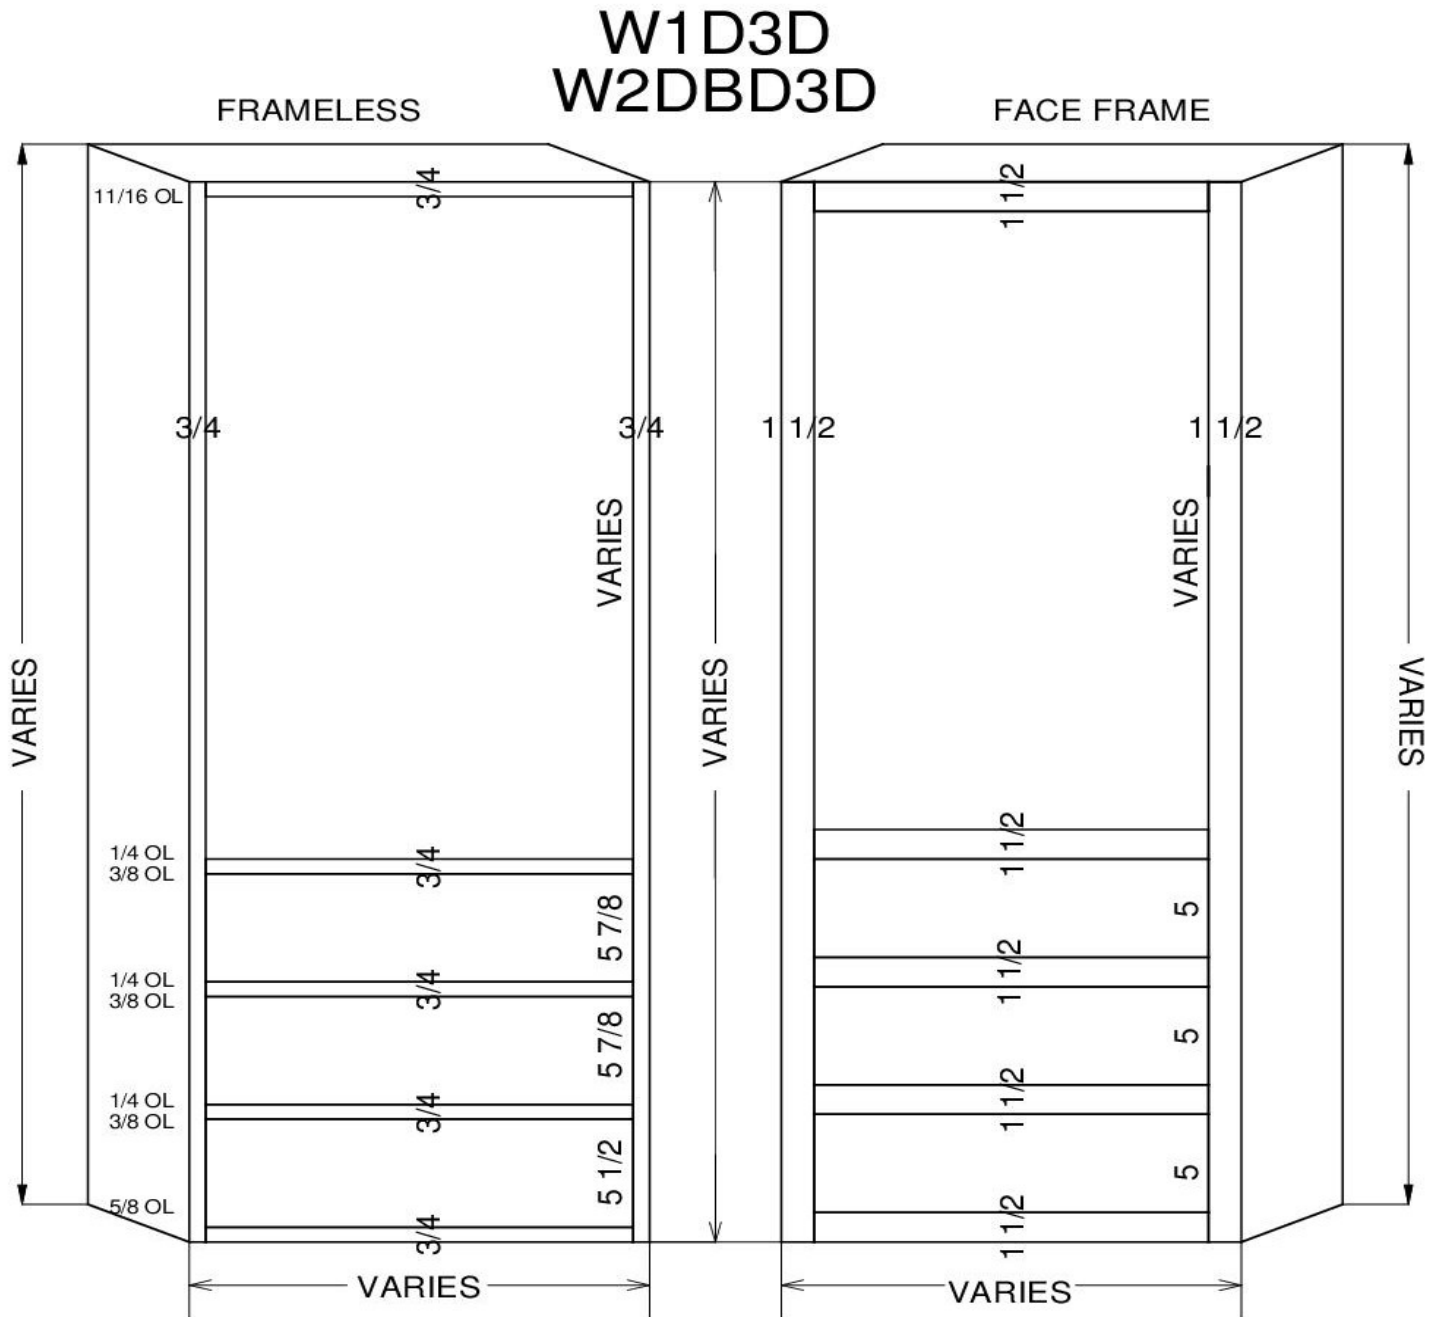 W1D3D
W2DBD3D
FRAMELESS
FACE FRAME
11/16 OL
3/4
1 1/2
3/4
3/4
1 1/2
1 1/2
VARIES
VARIES
VARIES
VARIES
VARIES
1/4 OL
3/8 OL
3/4
1 1/2
5 7/8
5
1/4 OL
3/8 OL
3/4
1 1/2
5 7/8
5
1/4 OL
3/8 OL
3/4
1 1/2
5 1/2
5
5/8 OL
3/4
1 1/2
VARIES
VARIES